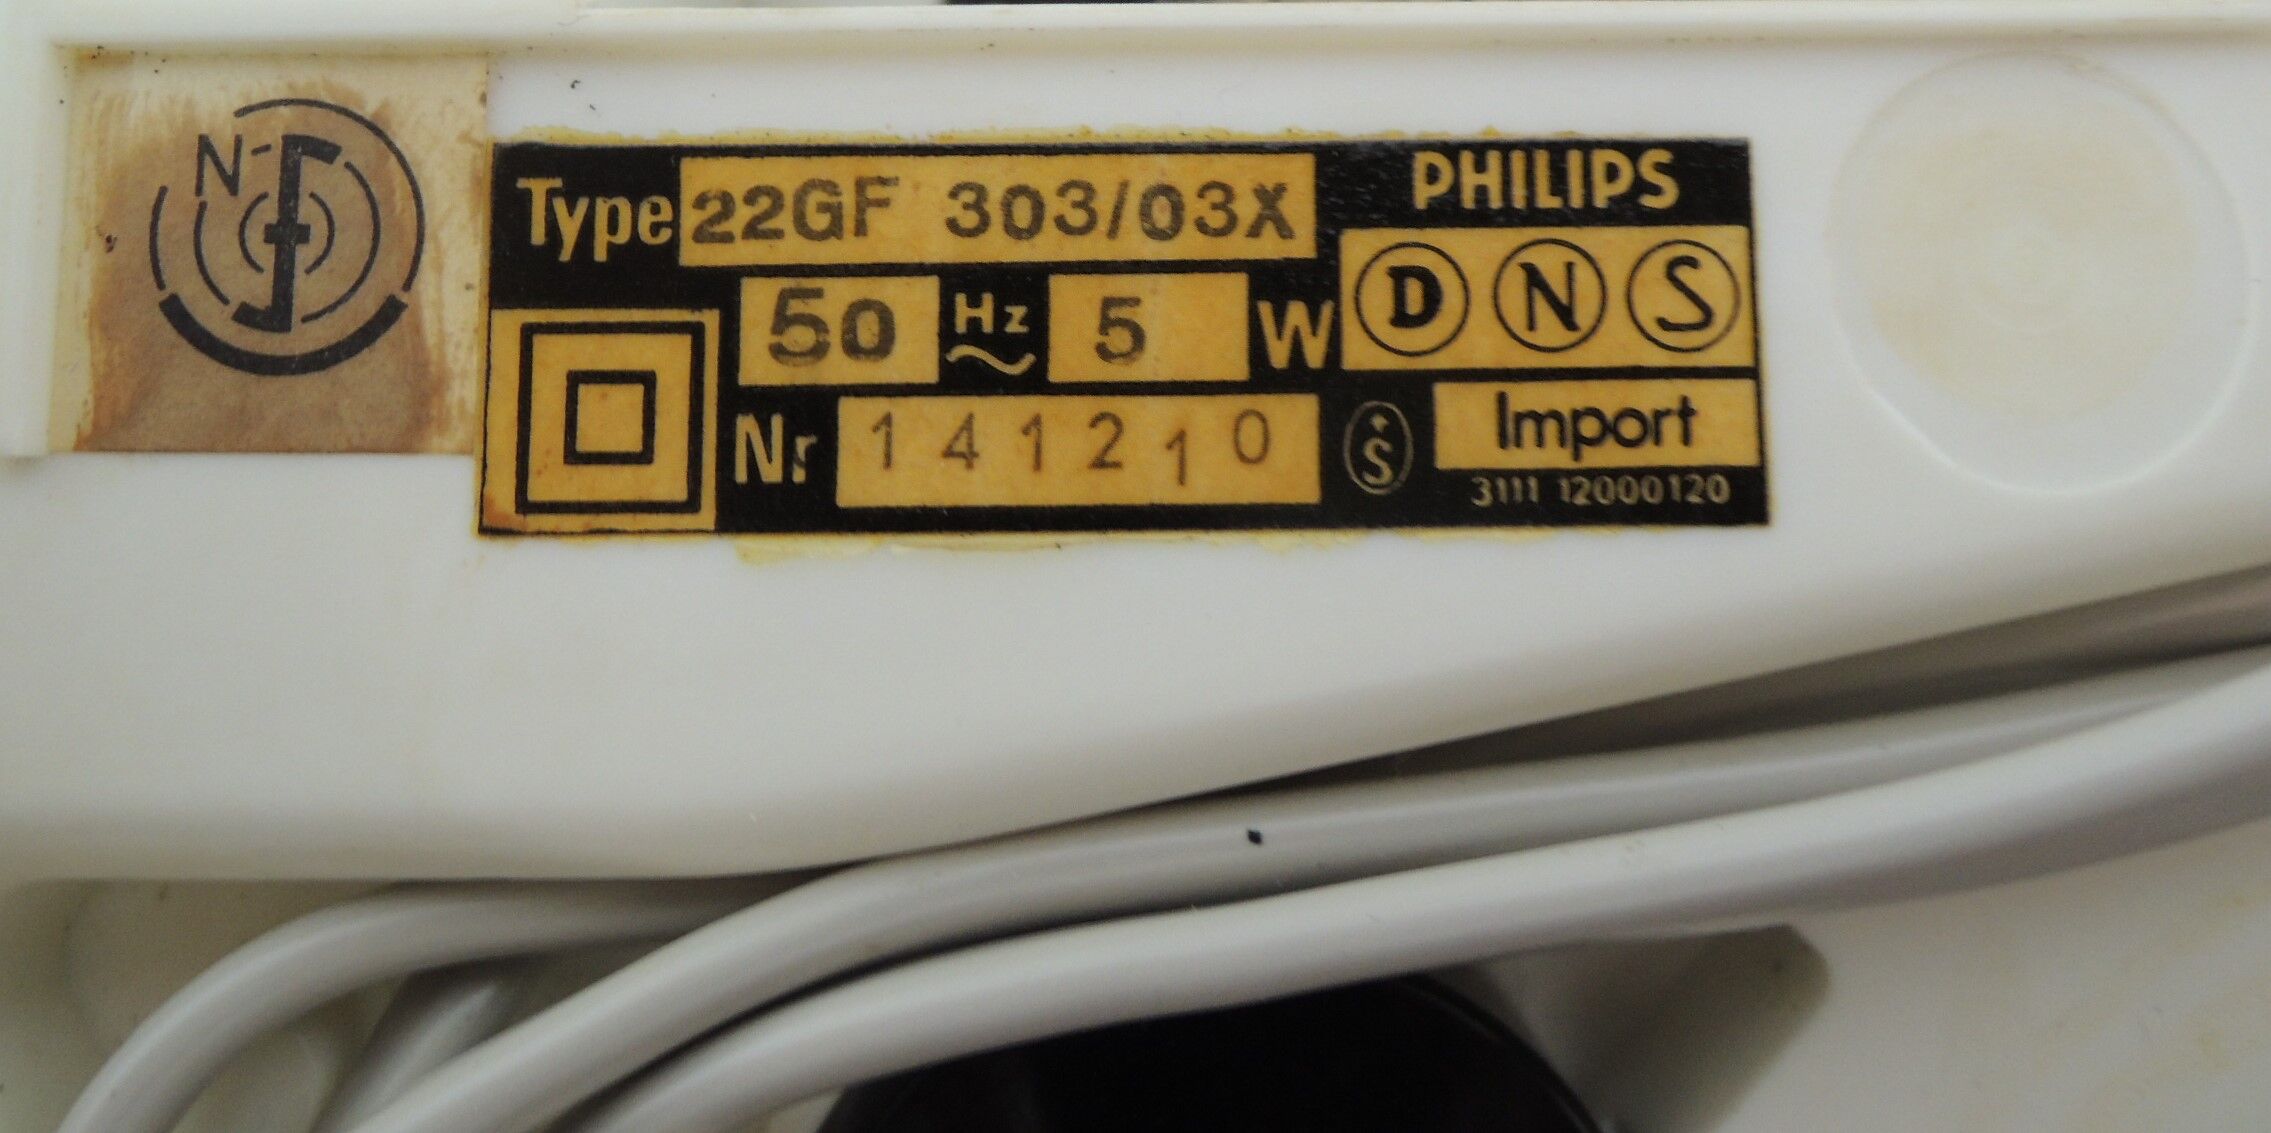 N
Type 22GF 303/03X
PHILIPS
50 Hz 5 W
D N S
Nr 141210
S
Import
3111 12000120